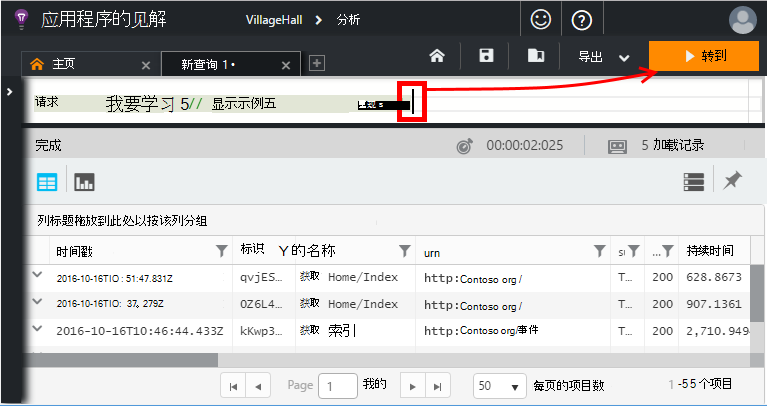 应用程序的见解 VillageHall 分析
主页 新查询 1• 导出 转到
请求 我要学习 5// 显示示例五
完成 00:00:02:025 5 加载记录
列标题拖放到此处以按该列分组
时间戳 标识 Y 的名称 urn ... 持续时间
2016-10-16TIO : 51:47.831Z qvjES... 获取 Home/Index http:Contoso org / T... 200 628.8673
2016-10-16TIO: 37, 279Z OZ6L4... 获取 Home/Index http:Contoso org / T... 200 907.1361
2016-10-16T10:46:44.433Z kKwp3... 获取 索引 http:Contoso org/事件 T... 200 2,710.949
Page 1 我的 50 每页的项目数 1 -55 个项目